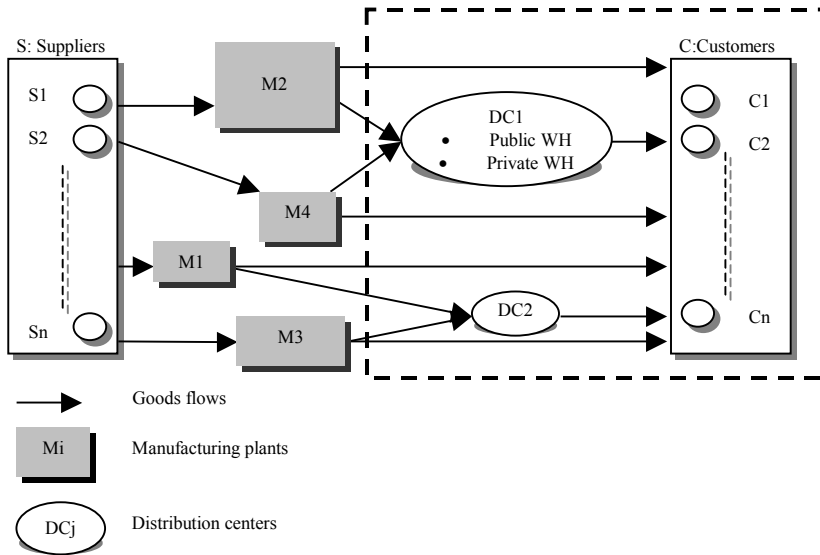 S: Suppliers
C:Customers
S1
M2
C1
S2
DC1
• Public WH
• Private WH
C2
M4
M1
DC2
Sn
M3
Cn
Goods flows
Mi
Manufacturing plants
DCj
Distribution centers